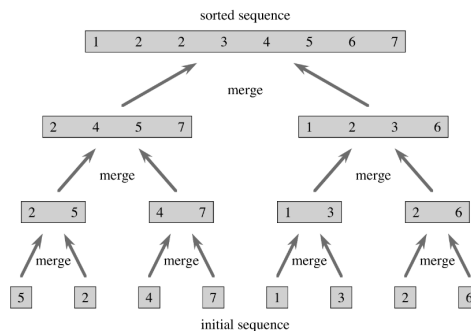 sorted sequence
1 2 2 3 4 5 6 7
merge
2 4 5 7 1 2 3 6
merge merge
2 5 4 7 1 3 2 6
merge merge merge merge
5 2 4 7 1 3 2 6
initial sequence